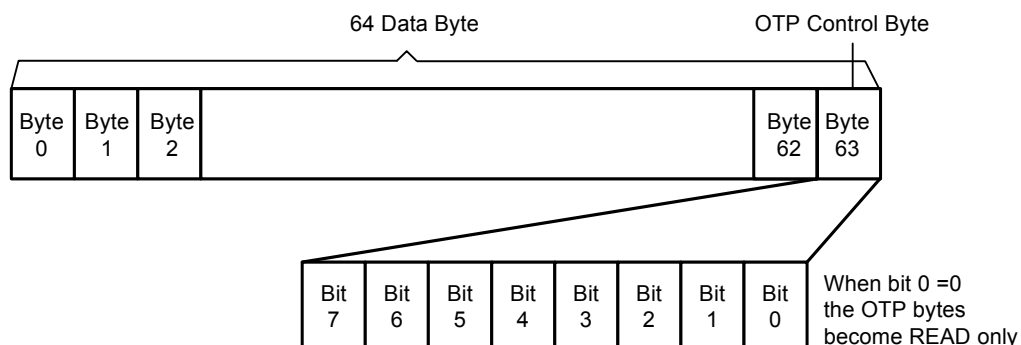 64 Data Byte
OTP Control Byte
Byte 0
Byte 1
Byte 2
Byte 62
Byte 63
Bit 7
Bit 6
Bit 5
Bit 4
Bit 3
Bit 2
Bit 1
Bit 0
When bit 0 =0
the OTP bytes
become READ only